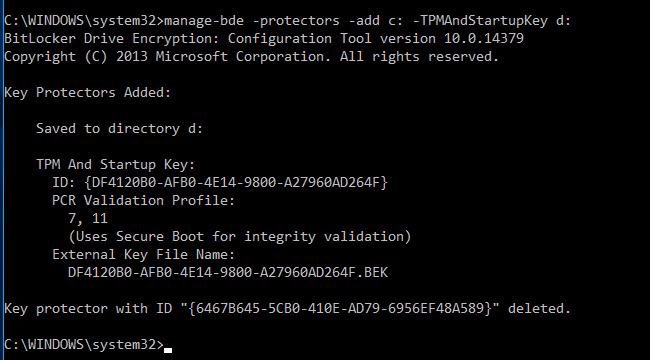 C:\WINDOWS\system32>manage-bde -protectors -add c: -TPMAndStartupKey d:
BitLocker Drive Encryption: Configuration Tool version 10.0.14379
Copyright (C) 2013 Microsoft Corporation. All rights reserved.
Key Protectors Added:
Saved to directory d:
TPM And Startup Key:
ID: {DF4120B0-AFB0-4E14-9800-A27960AD264F}
PCR Validation Profile:
7, 11
(Uses Secure Boot for integrity validation)
External Key File Name:
DF4120B0-AFB0-4E14-9800-A27960AD264F.BEK
Key protector with ID "{6467B645-5CB0-410E-AD79-6956EF48A589}" deleted.
C:\WINDOWS\system32>